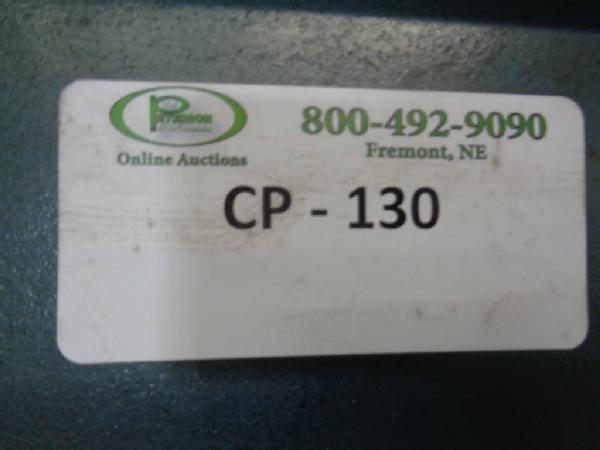 800-492-9090
Online Auctions
Fremont, NE
CP - 130